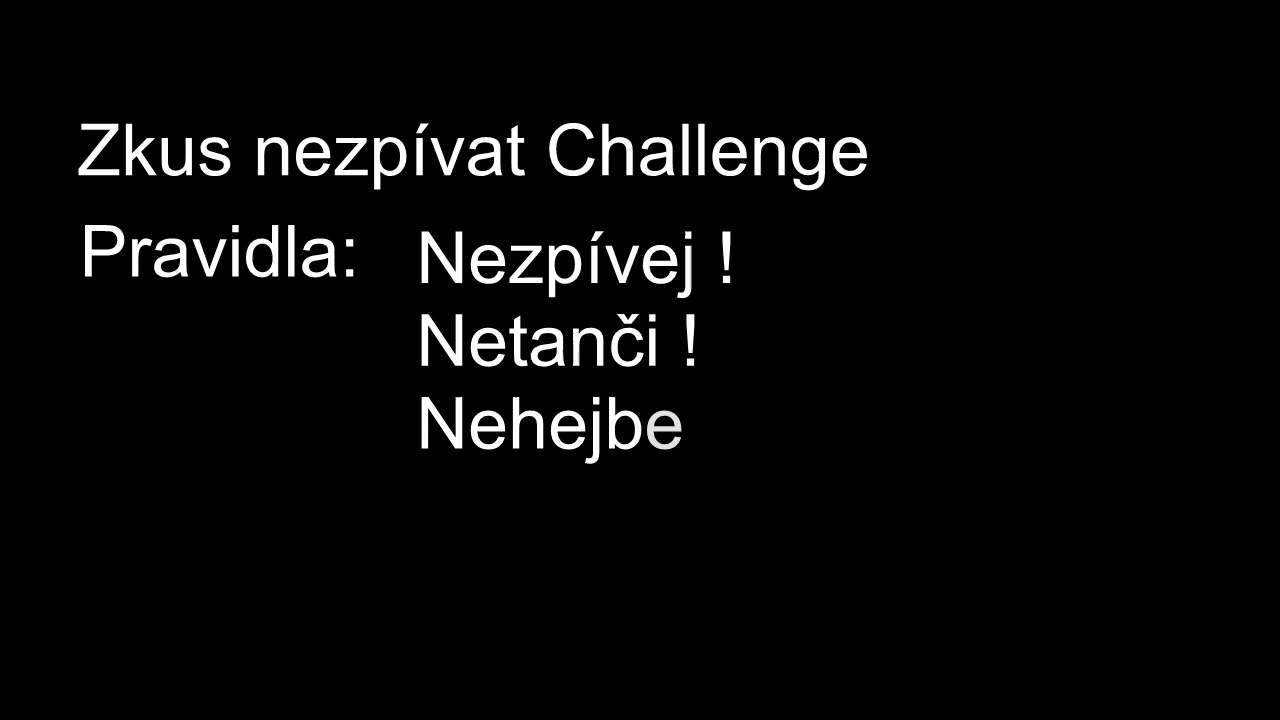 Zkus nezpívat Challenge
Pravidla:
Nezpívej !
Netanči !
Nehejbe